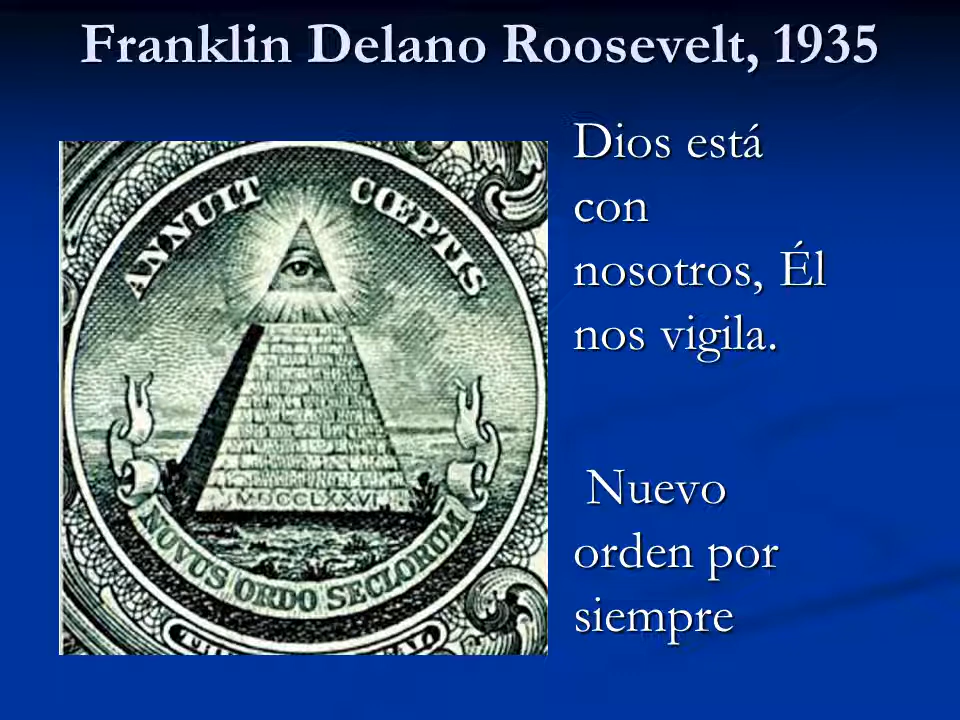 Franklin Delano Roosevelt, 1935
ANNUIT CŒPTIS
MDCCLXXVI
NOVUS ORDO SECLORUM
Dios está
con
nosotros, Él
nos vigila.
Nuevo
orden por
siempre